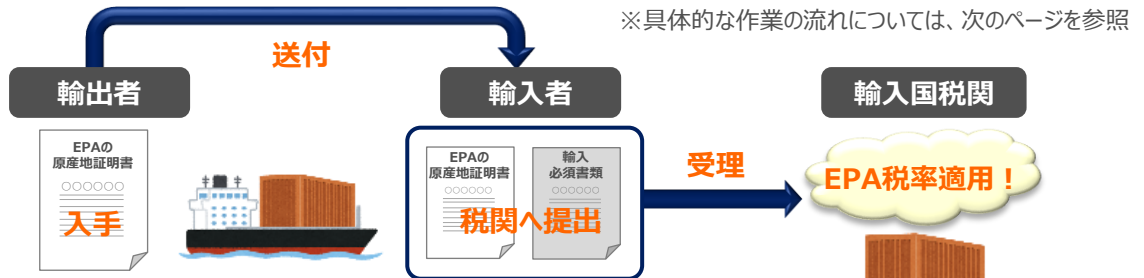 ※具体的な作業の流れについては、次のページを参照
送付
輸出者
輸入者
輸入国税関
EPAの
原産地証明書
○○○○○○
入手
EPAの
原産地証明書
○○○○○○
輸入
必須書類
○○○○○○
税関へ提出
受理
EPA税率適用！